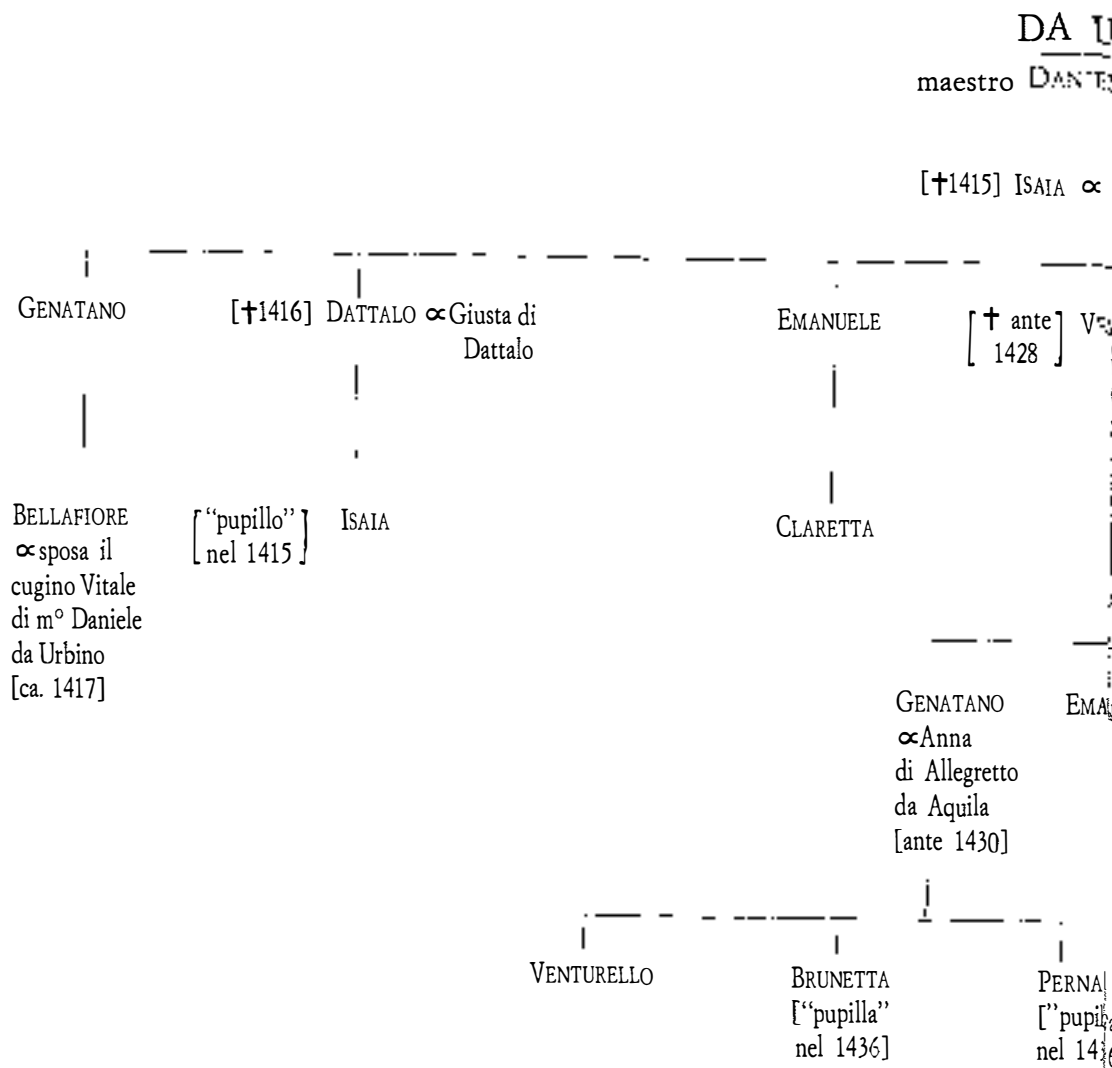 DA
maestro
[†1415] ISAIA ∝
GENATANO
[†1416] DATTALO ∝ Giusta di
Dattalo
EMANUELE
[† ante
1428]
BELLAFIORE
∝ sposa il
cugino Vitale
di mº Daniele
da Urbino
[ca. 1417]
[“pupillo”
nel 1415]
ISAIA
CLARETTA
GENATANO
∝ Anna
di Allegretto
da Aquila
[ante 1430]
VENTURELLO
BRUNETTA
[“pupilla”
nel 1436]
PERNA
nel